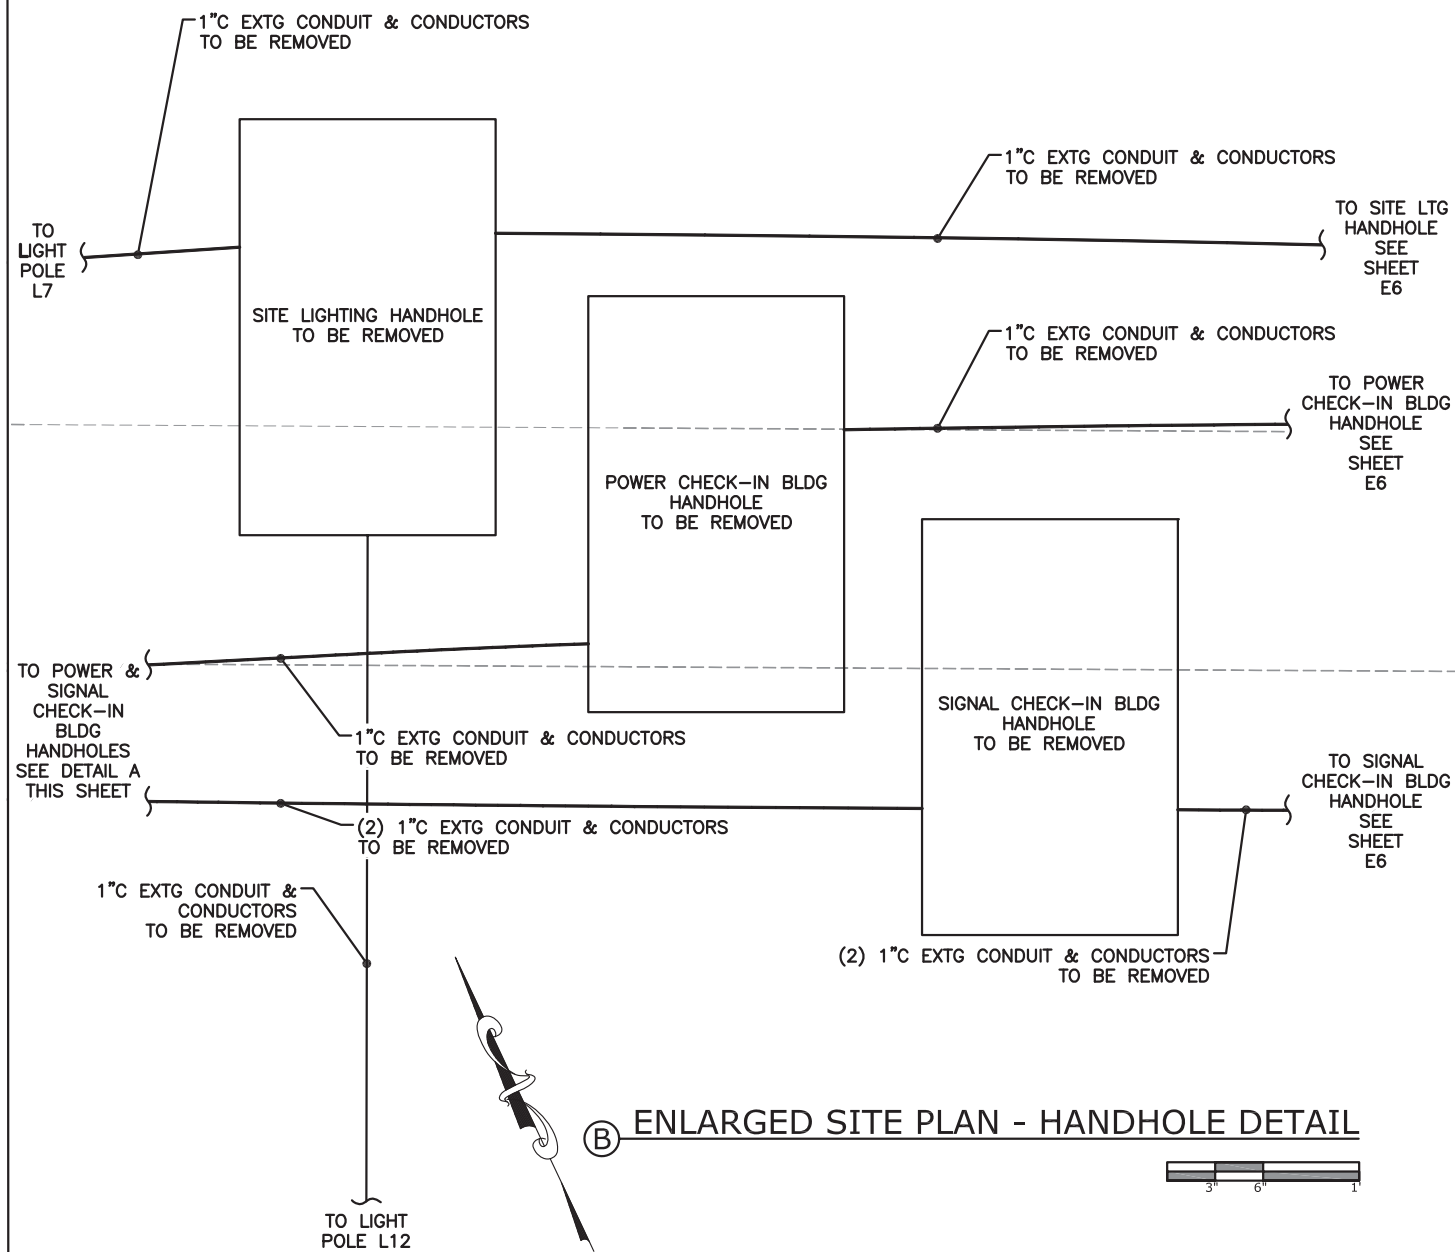 1"C EXTG CONDUIT & CONDUCTORS
TO BE REMOVED
1"C EXTG CONDUIT & CONDUCTORS
TO BE REMOVED
TO
LIGHT
POLE
L7
TO SITE LTG
HANDHOLE
SEE
SHEET
E6
SITE LIGHTING HANDHOLE
TO BE REMOVED
1"C EXTG CONDUIT & CONDUCTORS
TO BE REMOVED
TO POWER
CHECK-IN BLDG
HANDHOLE
SEE
SHEET
E6
POWER CHECK-IN BLDG
HANDHOLE
TO BE REMOVED
TO POWER &
SIGNAL
CHECK-IN
BLDG
HANDHOLES
SEE DETAIL A
THIS SHEET
1"C EXTG CONDUIT & CONDUCTORS
TO BE REMOVED
SIGNAL CHECK-IN BLDG
HANDHOLE
TO BE REMOVED
TO SIGNAL
CHECK-IN BLDG
HANDHOLE
SEE
SHEET
E6
(2) 1"C EXTG CONDUIT & CONDUCTORS
TO BE REMOVED
1"C EXTG CONDUIT &
CONDUCTORS
TO BE REMOVED
(2) 1"C EXTG CONDUIT & CONDUCTORS
TO BE REMOVED
B ENLARGED SITE PLAN - HANDHOLE DETAIL
3" 6" 1'
TO LIGHT
POLE L12